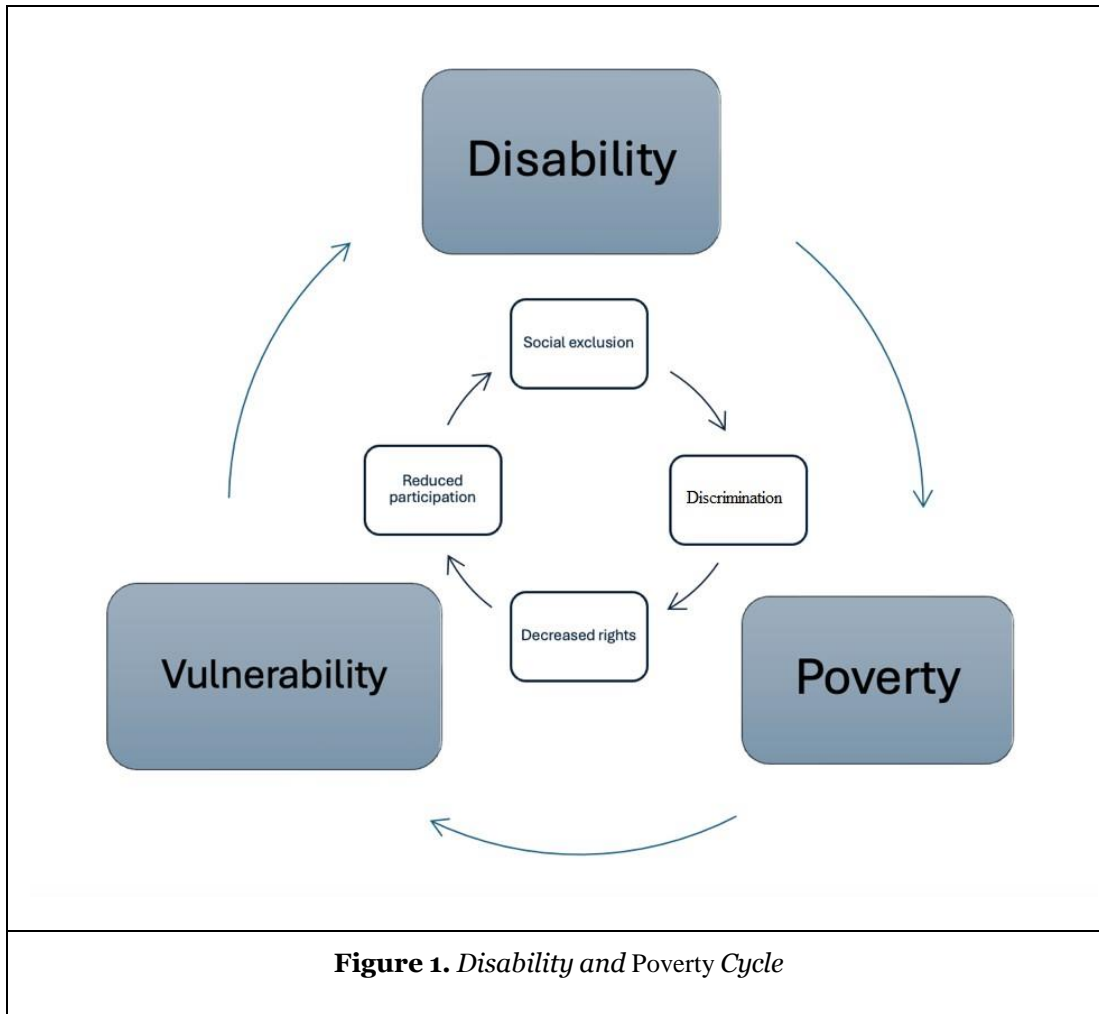 Disability
Social exclusion
Reduced
participation
Discrimination
Decreased rights
Vulnerability
Poverty
Figure 1. Disability and Poverty Cycle